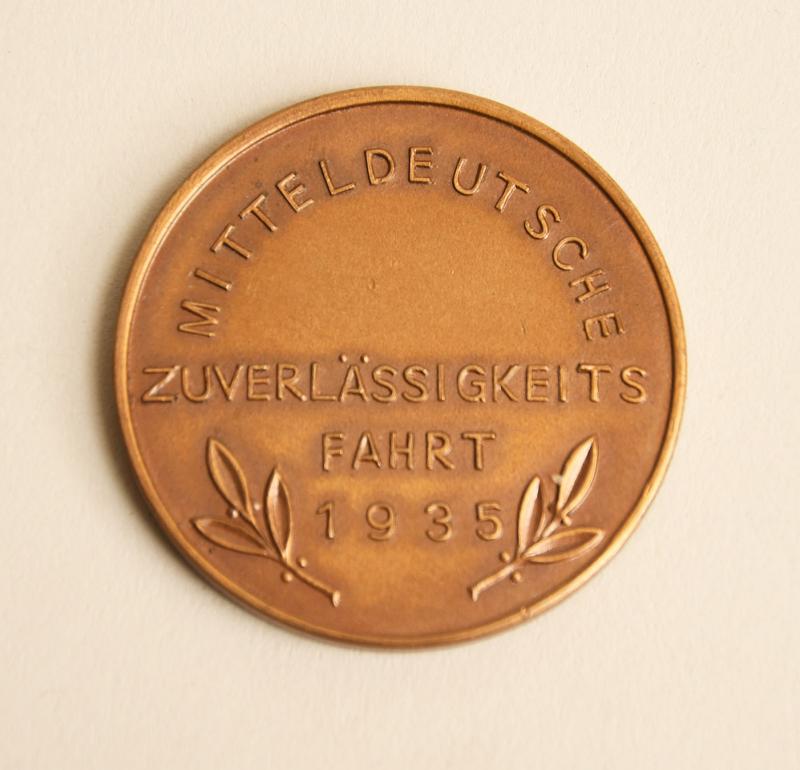 MITTELDEUTSCHE
ZUVERLÄSSIGKEITS
FAHRT
1935